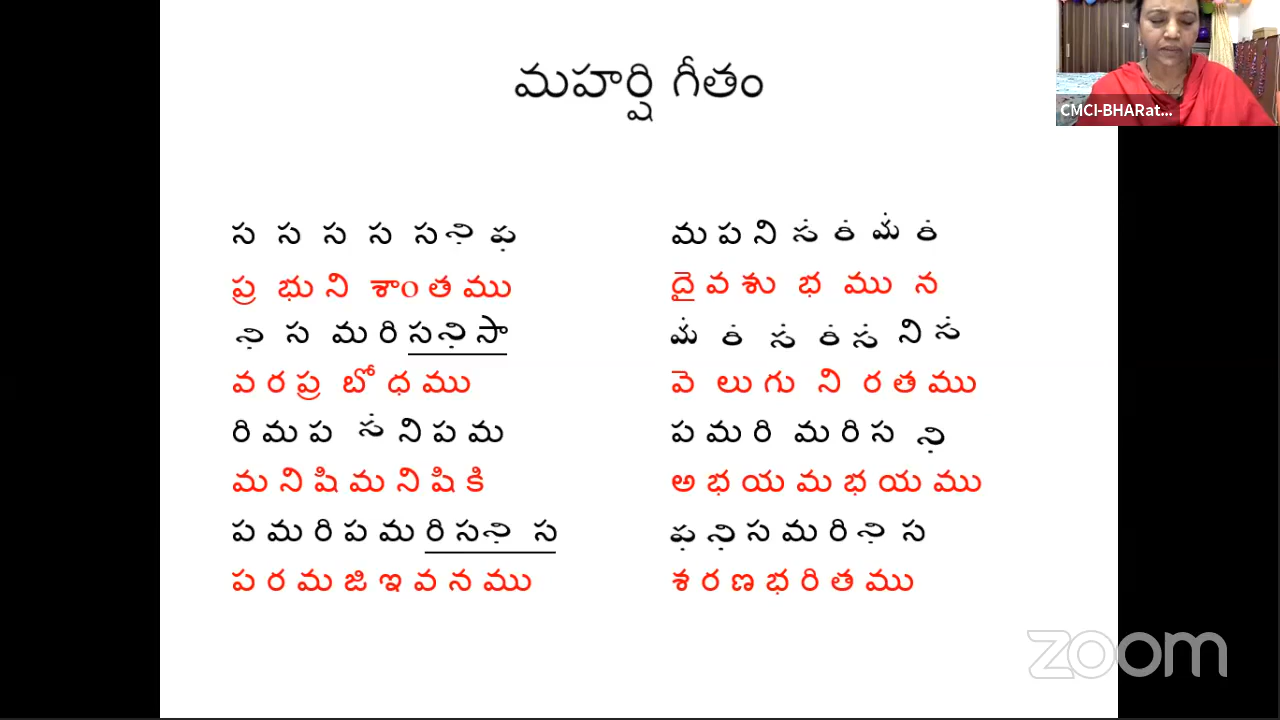 మహర్షి గీతం
CMCI-BHARat...
స స స స సని ప
ప్ర భు ని శాం త ము
ని స మ రి సనిసా
వ ర ప్ర బో ధ ము
రి మ ప స ని ప మ
మ ని షి మ ని షి కి
ప మ రి ప మ రి సని స
ప ర మ జి ఇ వ న ము
మ ప ని స రి మ రి
దై వ శు భ ము న
మ రి స రి స ని స
వె లు గు ని ర త ము
ప మ రి మ రి స ని
అ భ య మ భ య ము
ప ని స మ రి ని స
శ ర ణ భ రి త ము
zoom